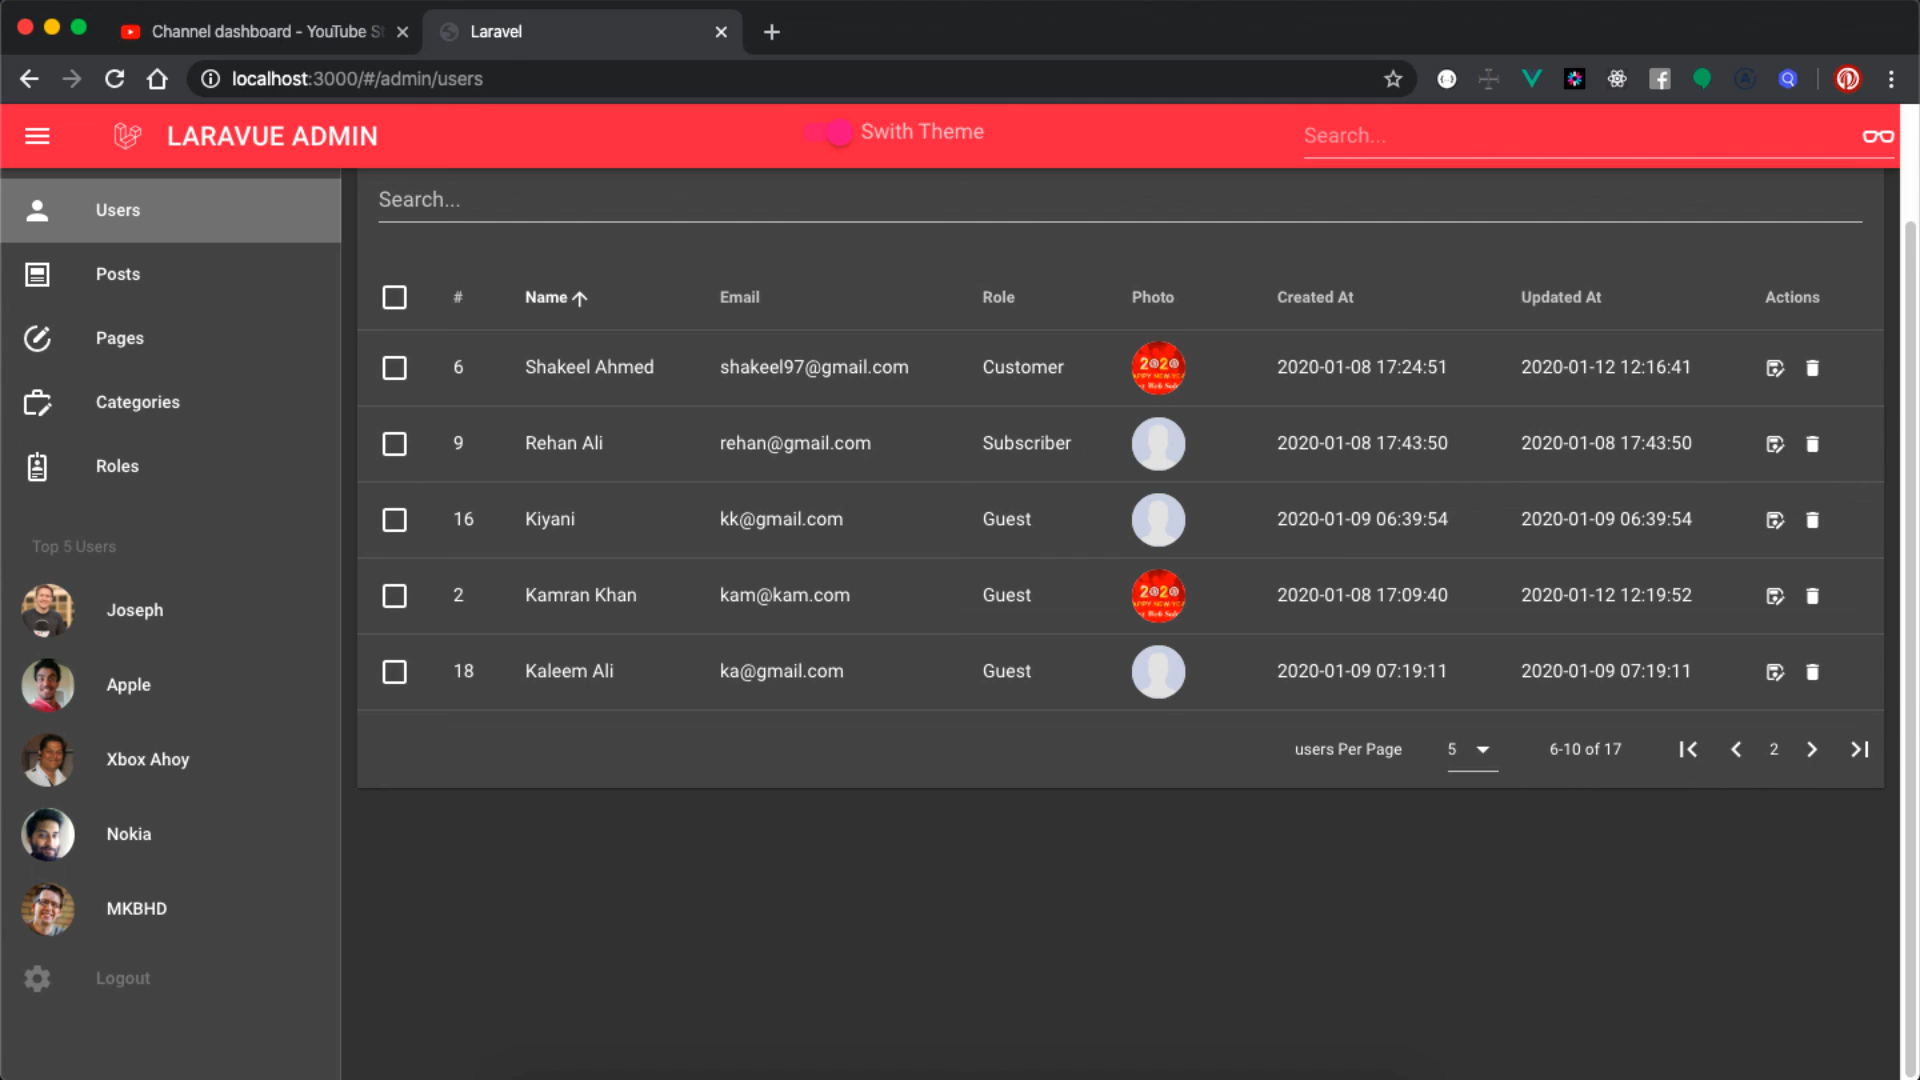 Channel dashboard - YouTube St
Laravel
localhost:3000/#/admin/users
LARAVUE ADMIN
Swith Theme
Search...
Users
Posts
Pages
Categories
Roles
Top 5 Users
Joseph
Apple
Xbox Ahoy
Nokia
MKBHD
Logout
Search...
# Name Email Role Photo Created At Updated At Actions
6 Shakeel Ahmed shakeel97@gmail.com Customer 2020 2020-01-08 17:24:51 2020-01-12 12:16:41
9 Rehan Ali rehan@gmail.com Subscriber 2020-01-08 17:43:50 2020-01-08 17:43:50
16 Kiyani kk@gmail.com Guest 2020-01-09 06:39:54 2020-01-09 06:39:54
2 Kamran Khan kam@kam.com Guest 2020 2020-01-08 17:09:40 2020-01-12 12:19:52
18 Kaleem Ali ka@gmail.com Guest 2020-01-09 07:19:11 2020-01-09 07:19:11
users Per Page 5 6-10 of 17 2